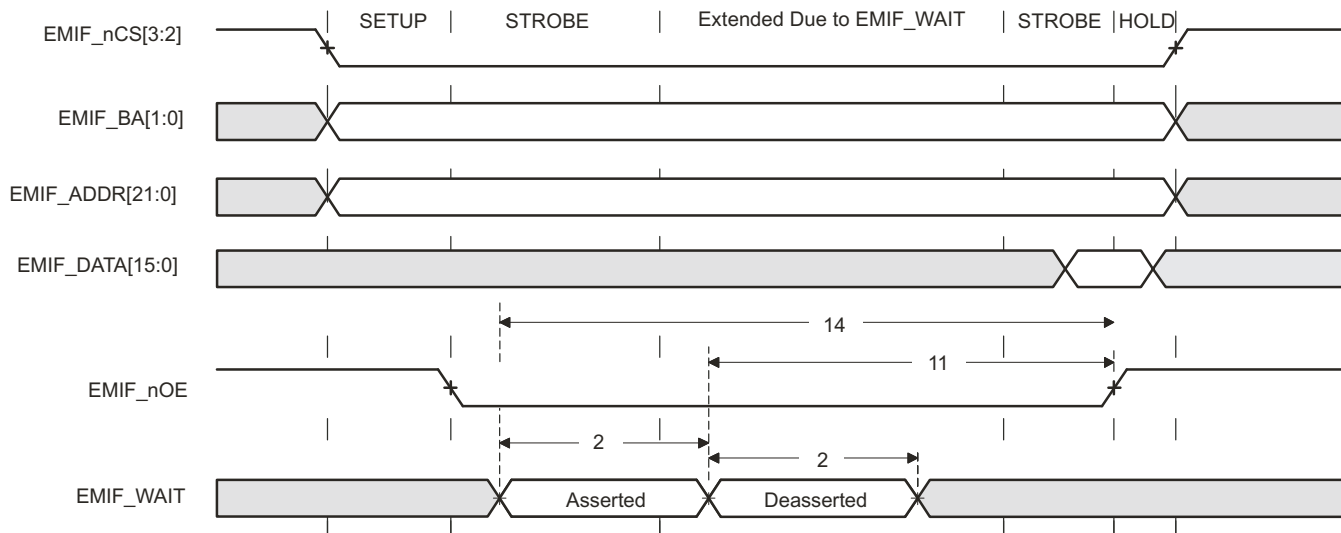 SETUP STROBE Extended Due to EMIF_WAIT STROBE HOLD
EMIF_nCS[3:2]
EMIF_BA[1:0]
EMIF_ADDR[21:0]
EMIF_DATA[15:0]
14
11
EMIF_nOE
2
2
EMIF_WAIT Asserted Deasserted